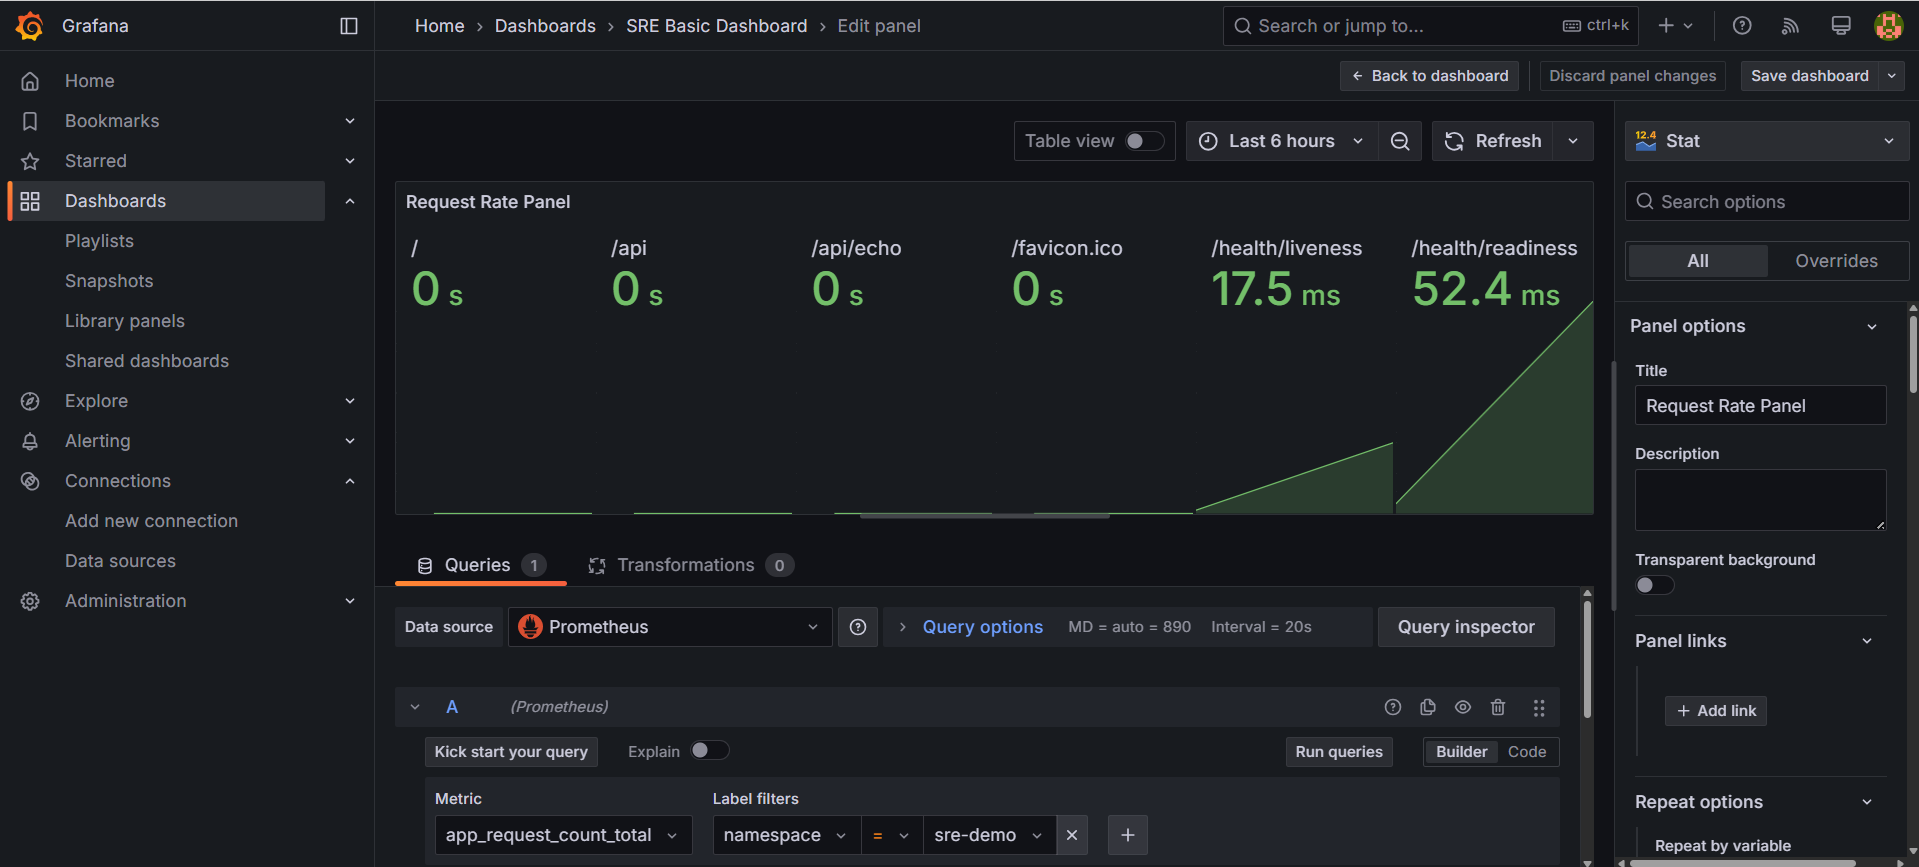 Grafana
Home
Dashboards
SRE Basic Dashboard
Edit panel
Search or jump to...
ctrl+k
Home
Bookmarks
Starred
Dashboards
Playlists
Snapshots
Library panels
Shared dashboards
Explore
Alerting
Connections
Add new connection
Data sources
Administration
Back to dashboard
Discard panel changes
Save dashboard
Table view
Last 6 hours
Refresh
Request Rate Panel
/
0 s
/api
0 s
/api/echo
0 s
/favicon.ico
0 s
/health/liveness
17.5 ms
/health/readiness
52.4 ms
Queries 1
Transformations 0
Data source
Prometheus
Query options
MD = auto = 890
Interval = 20s
Query inspector
A
(Prometheus)
Kick start your query
Explain
Run queries
Builder
Code
Metric
app_request_count_total
Label filters
namespace
=
sre-demo
12.4
Stat
Search options
All
Overrides
Panel options
Title
Request Rate Panel
Description
Transparent background
Panel links
+ Add link
Repeat options
Repeat by variable